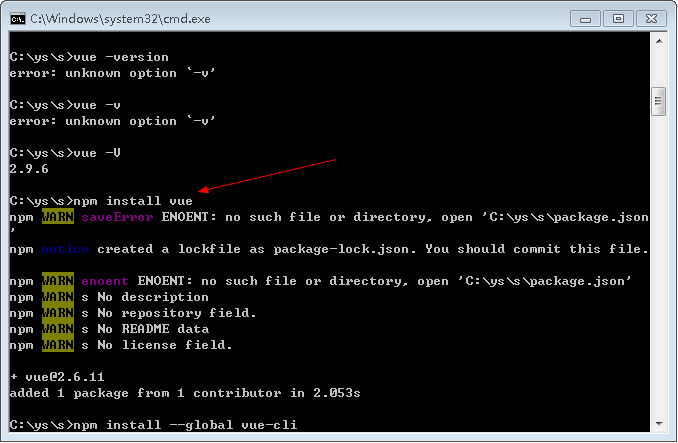 C:\Windows\system32\cmd.exe
C:\ys\s>vue -version
error: unknown option `-v'
C:\ys\s>vue -v
error: unknown option `-v'
C:\ys\s>vue -V
2.9.6
C:\ys\s>npm install vue
npm WARN saveError ENOENT: no such file or directory, open 'C:\ys\s\package.json
'
npm notice created a lockfile as package-lock.json. You should commit this file.
npm WARN enoent ENOENT: no such file or directory, open 'C:\ys\s\package.json'
npm WARN s No description
npm WARN s No repository field.
npm WARN s No README data
npm WARN s No license field.
+ vue@2.6.11
added 1 package from 1 contributor in 2.053s
C:\ys\s>npm install --global vue-cli